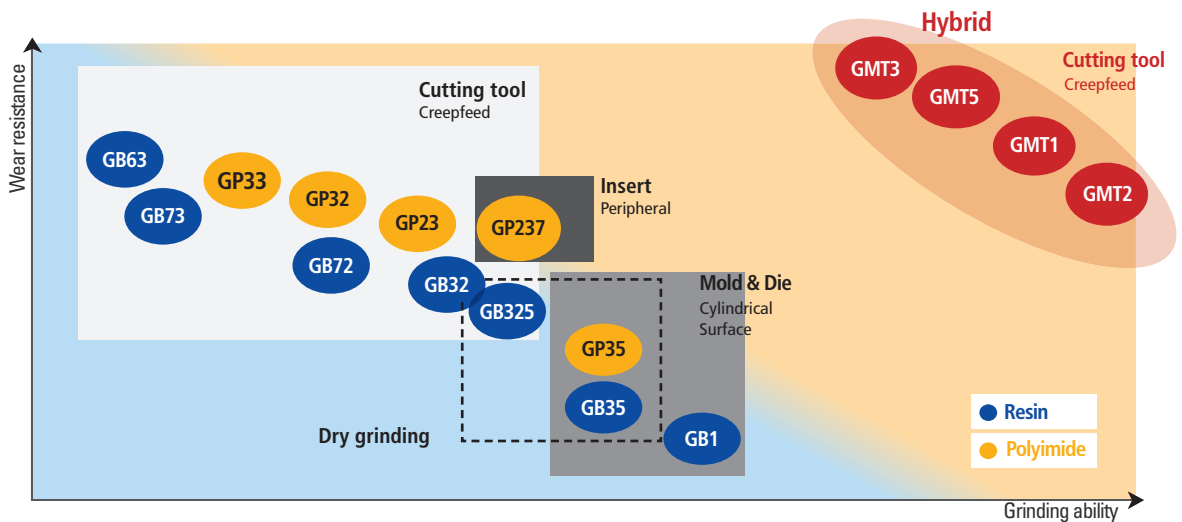 Hybrid
Wear resistance
Cutting tool
Creepfeed
GMT3
GMT5
GMT1
GMT2
Cutting tool
Creepfeed
GB63
GP33
GP32
GB73
GP23
GP237
Insert
Peripheral
GB72
GB32
GB325
Mold & Die
Cylindrical
Surface
GP35
GB35
GB1
Dry grinding
Resin
Polyimide
Grinding ability